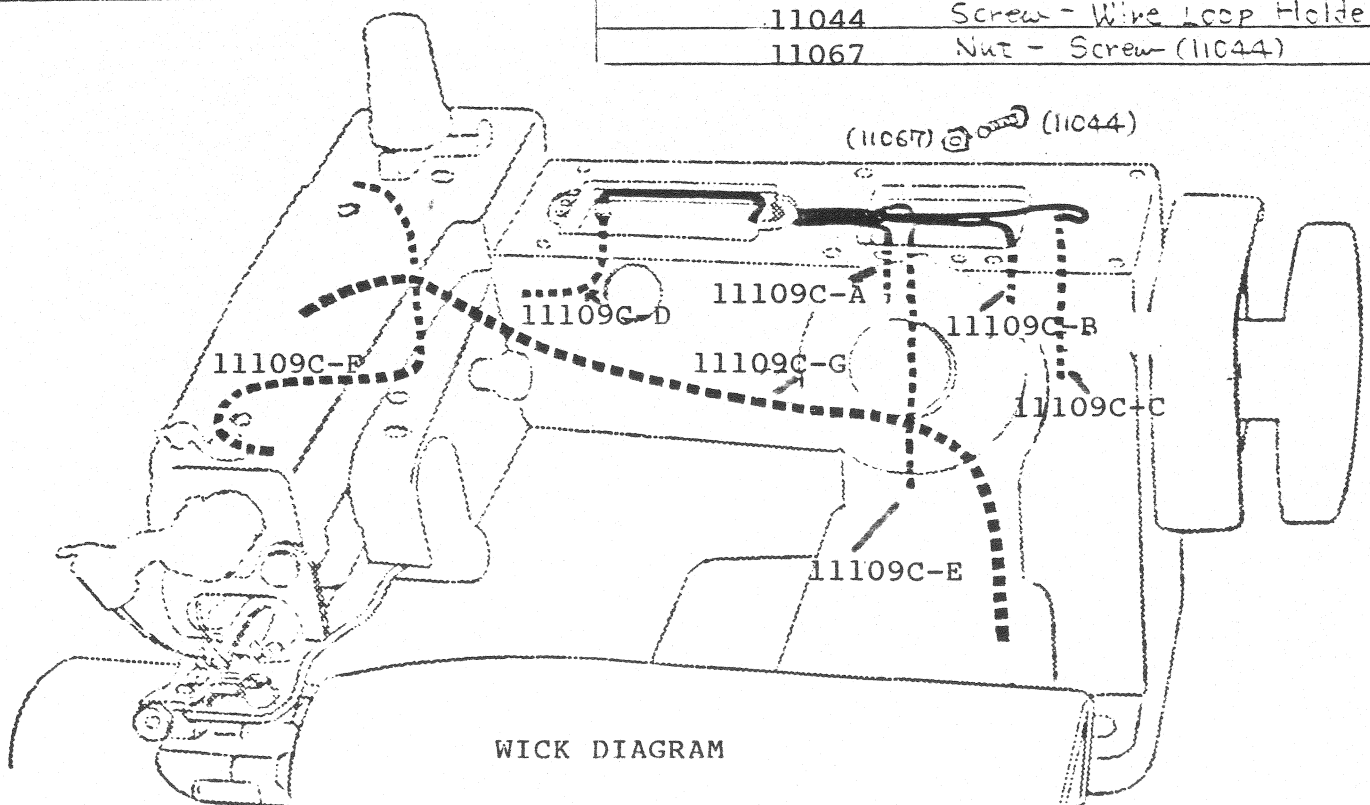 11044 Screw - Wire Loop Holde
11067 Nut - Screw (11044)
(11067) (11044)
11109C-A
11109C-D
11109C-B
11109C-F
11109C-G
11109C-C
11109C-E
WICK DIAGRAM